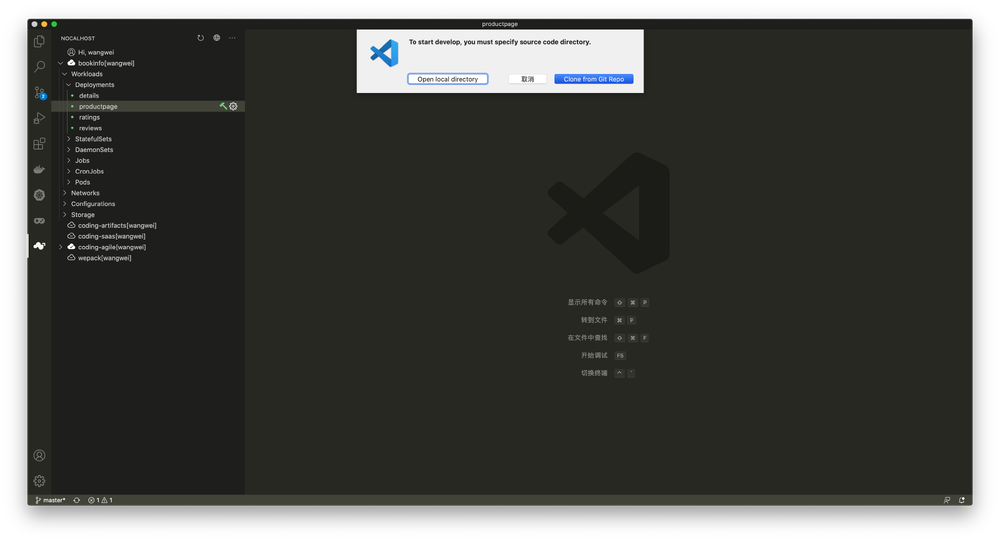 productpage
NOCALHOST
Hi, wangwei
bookinfo[wangwei]
Workloads
Deployments
details
productpage
ratings
reviews
StatefulSets
DaemonSets
Jobs
CronJobs
Pods
Networks
Configurations
Storage
coding-artifacts[wangwei]
coding-saas[wangwei]
coding-agile[wangwei]
wepack[wangwei]
2
To start develop, you must specify source code directory.
Open local directory
取消
Clone from Git Repo
显示所有命令 ⇧ ⌘ P
转到文件 ⌘ P
在文件中查找 ⇧ ⌘ F
开始调试 F5
切换终端 ^ `
master* 1 1